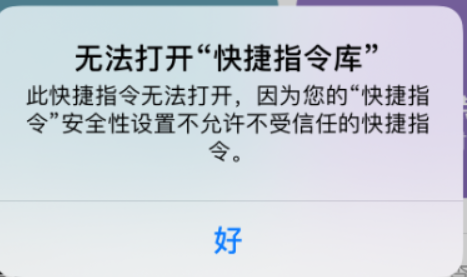 无法打开“快捷指令库”
此快捷指令无法打开，因为您的“快捷指
令”安全性设置不允许不受信任的快捷指
令。
好